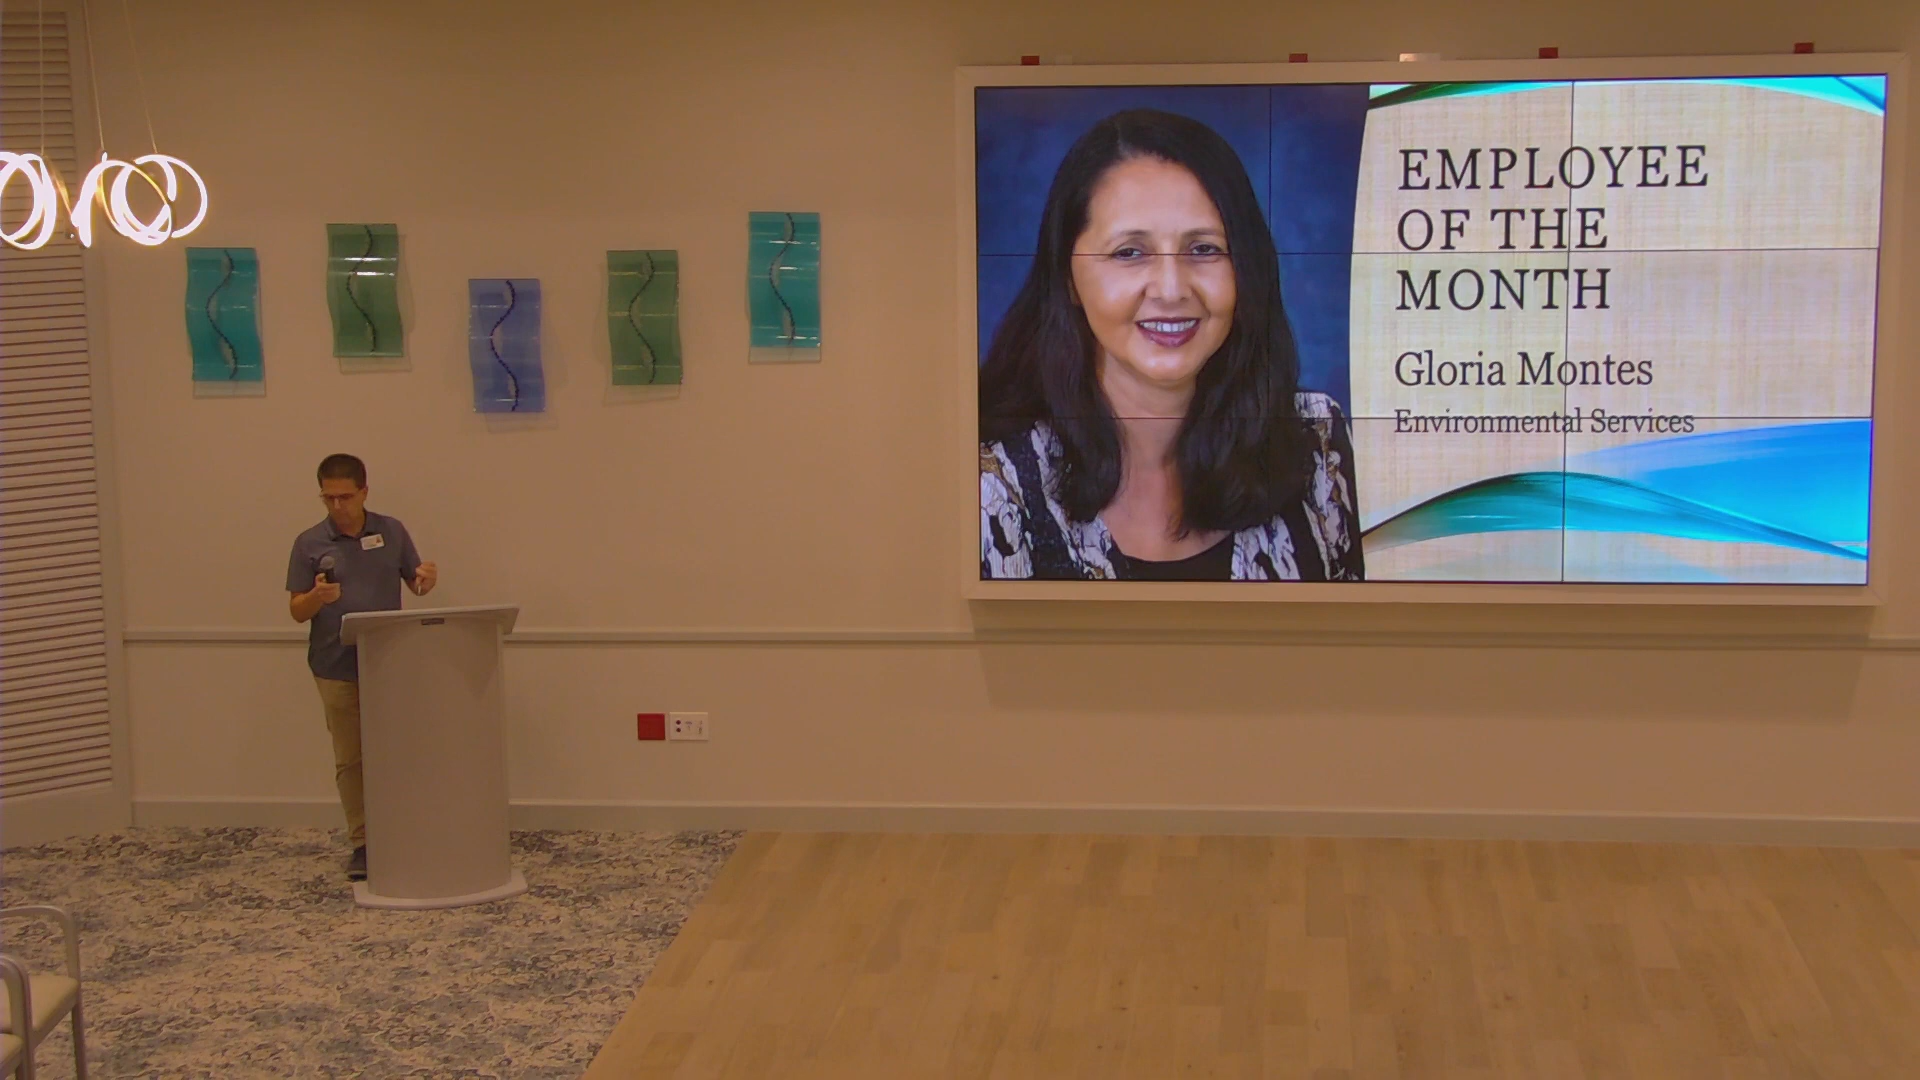 EMPLOYEE
OF THE
MONTH
Gloria Montes
Environmental Services